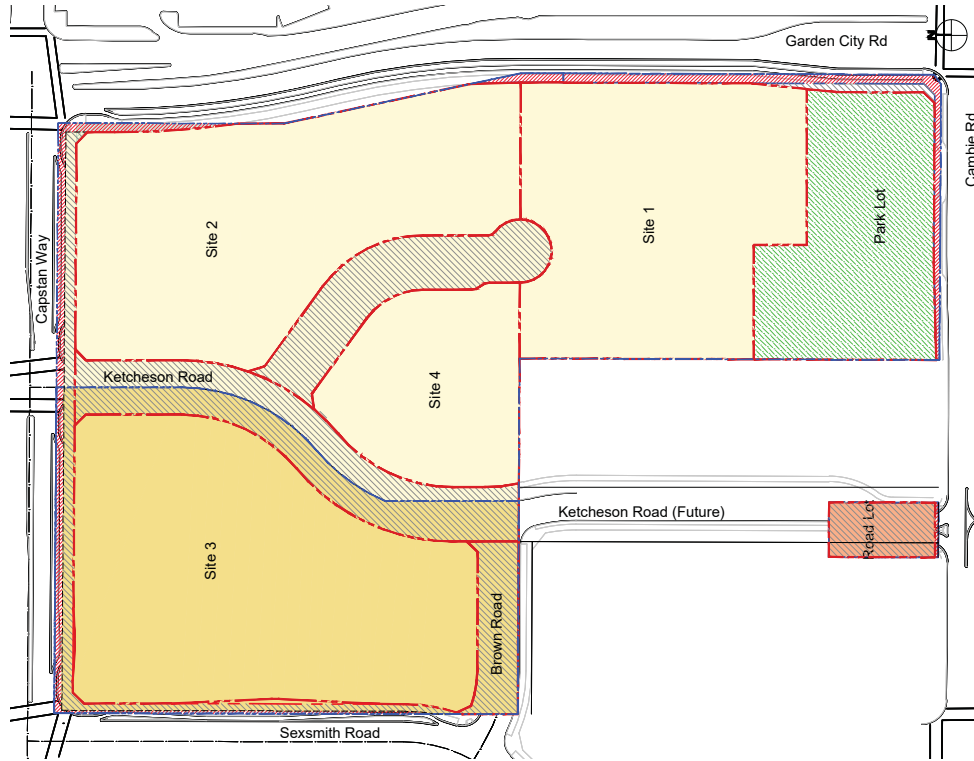 Garden City Rd
N
Cambie Rd
Park Lot
Site 1
Site 2
Capstan Way
Ketcheson Road
Site 4
Ketcheson Road (Future)
Road Lot
Site 3
Brown Road
Sexsmith Road